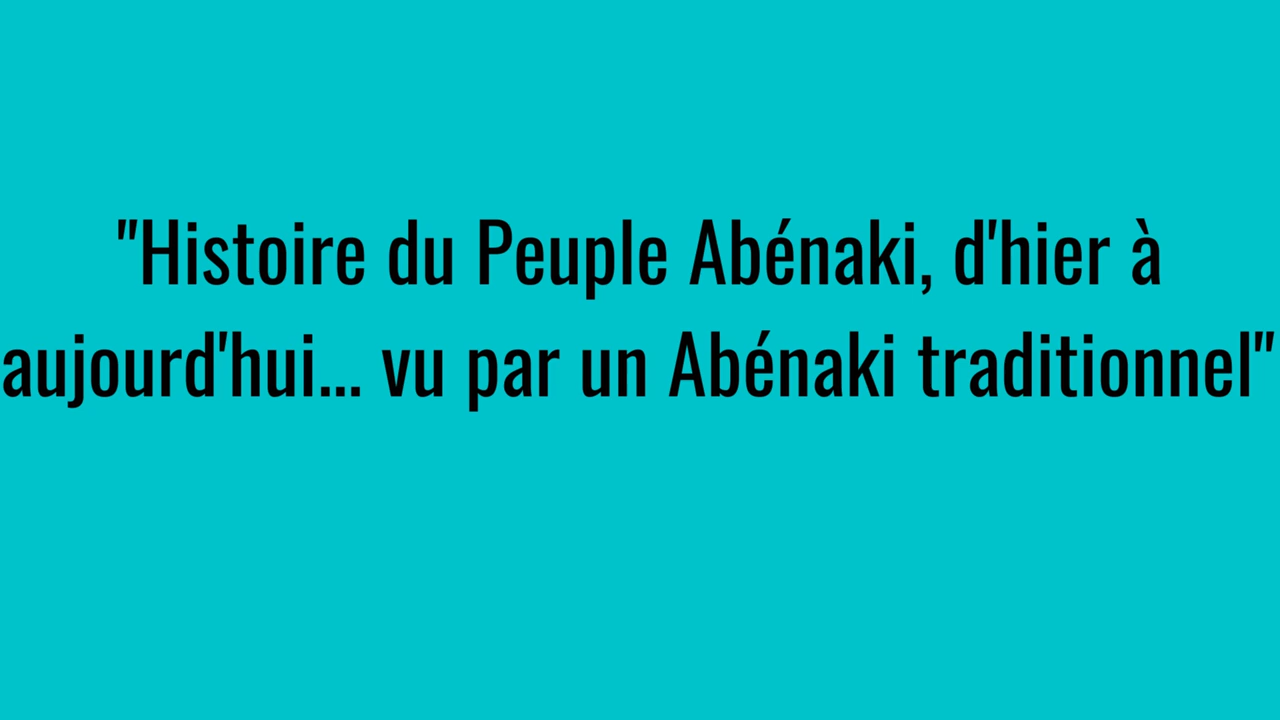 "Histoire du Peuple Abénaki, d'hier à
aujourd'hui... vu par un Abénaki traditionnel"